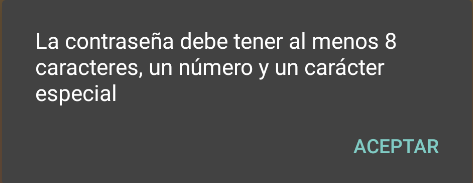 La contraseña debe tener al menos 8
caracteres, un número y un carácter
especial
ACEPTAR